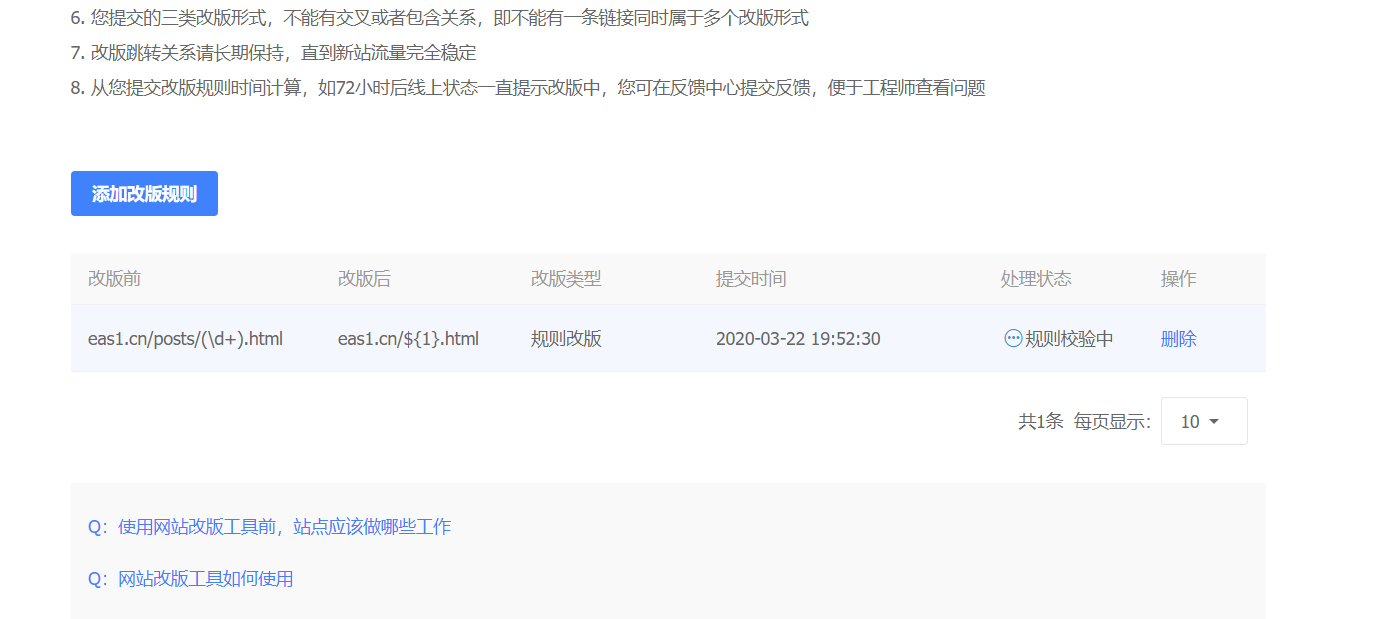 6. 您提交的三类改版形式，不能有交叉或者包含关系，即不能有一条链接同时属于多个改版形式
7. 改版跳转关系请长期保持，直到新站流量完全稳定
8. 从您提交改版规则时间计算，如72小时后线上状态一直提示改版中，您可在反馈中心提交反馈，便于工程师查看问题
添加改版规则
改版前 改版后 改版类型 提交时间 处理状态 操作
eas1.cn/posts/(\d+).html eas1.cn/${1}.html 规则改版 2020-03-22 19:52:30 规则校验中 删除
共1条 每页显示： 10
Q：使用网站改版工具前，站点应该做哪些工作
Q：网站改版工具如何使用